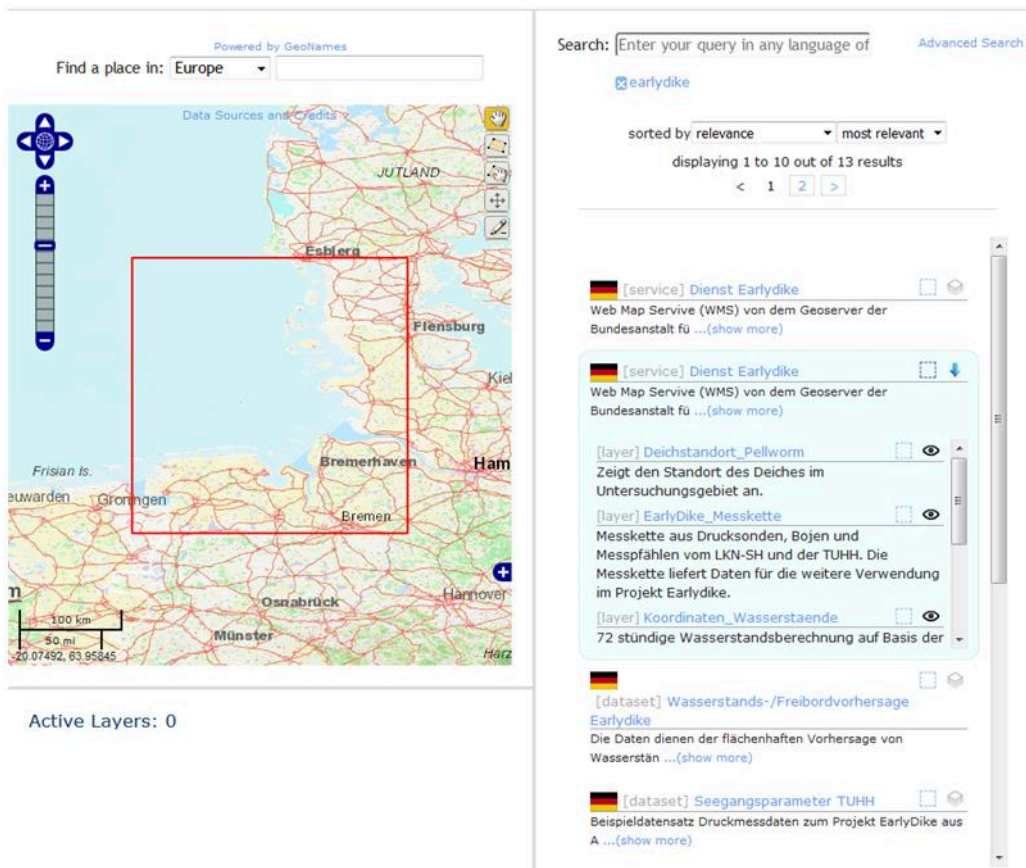 Powered by GeoNames
Find a place in: Europe
Data Sources and Credits
JUTLAND
Esbjerg
Flensburg
Kiel
Frisian Is.
Bremerhaven
Ham
euwarden
Groningen
Bremen
m
Osnabrück
Hannover
100 km
50 mi
Münster
-20.07492, 63.95845
Harz
Active Layers: 0
Search: Enter your query in any language of
Advanced Search
earlydike
sorted by relevance most relevant
displaying 1 to 10 out of 13 results
< 1 2 >
[service] Dienst Earlydike
Web Map Servive (WMS) von dem Geoserver der
Bundesanstalt fü ...(show more)
[service] Dienst Earlydike
Web Map Servive (WMS) von dem Geoserver der
Bundesanstalt fü ...(show more)
[layer] Deichstandort_Pellworm
Zeigt den Standort des Deiches im
Untersuchungsgebiet an.
[layer] EarlyDike_Messkette
Messkette aus Drucksonden, Bojen und
Messpfählen vom LKN-SH und der TUHH. Die
Messkette liefert Daten für die weitere Verwendung
im Projekt Earlydike.
[layer] Koordinaten_Wasserstaende
72 stündige Wasserstandsberechnung auf Basis der
[dataset] Wasserstands-/Freibordvorhersage
Earlydike
Die Daten dienen der flächenhaften Vorhersage von
Wasserstän ...(show more)
[dataset] Seegangsparameter TUHH
Beispieldatensatz Druckmessdaten zum Projekt EarlyDike aus
A ...(show more)